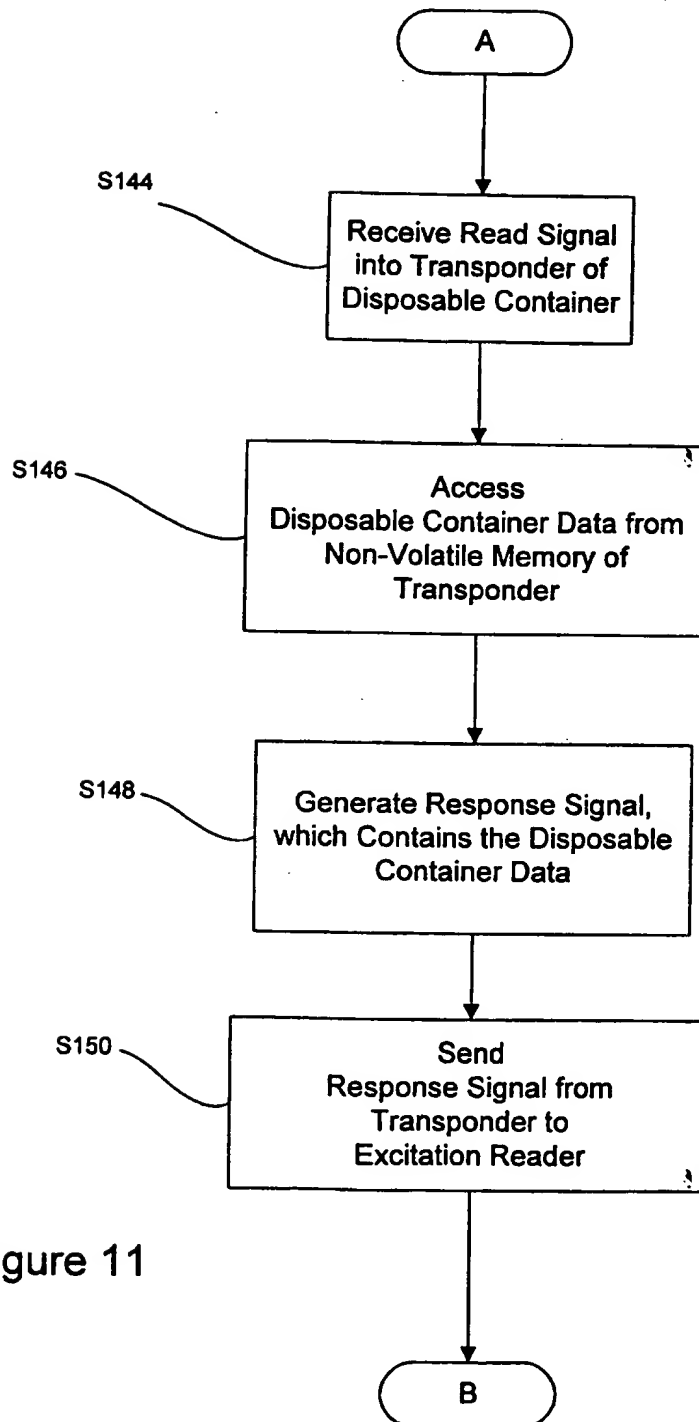 A
S144
Receive Read Signal
into Transponder of
Disposable Container
S146
Access
Disposable Container Data from
Non-Volatile Memory of
Transponder
S148
Generate Response Signal,
which Contains the Disposable
Container Data
S150
Send
Response Signal from
Transponder to
Excitation Reader
gure 11
B